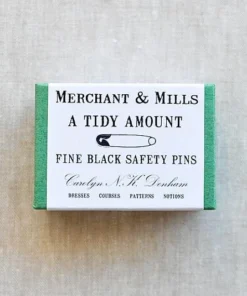 MERCHANT & MILLS
A TIDY AMOUNT
FINE BLACK SAFETY PINS
Carolyn N.K. Denham
DRESSES COURSES PATTERNS NOTIONS